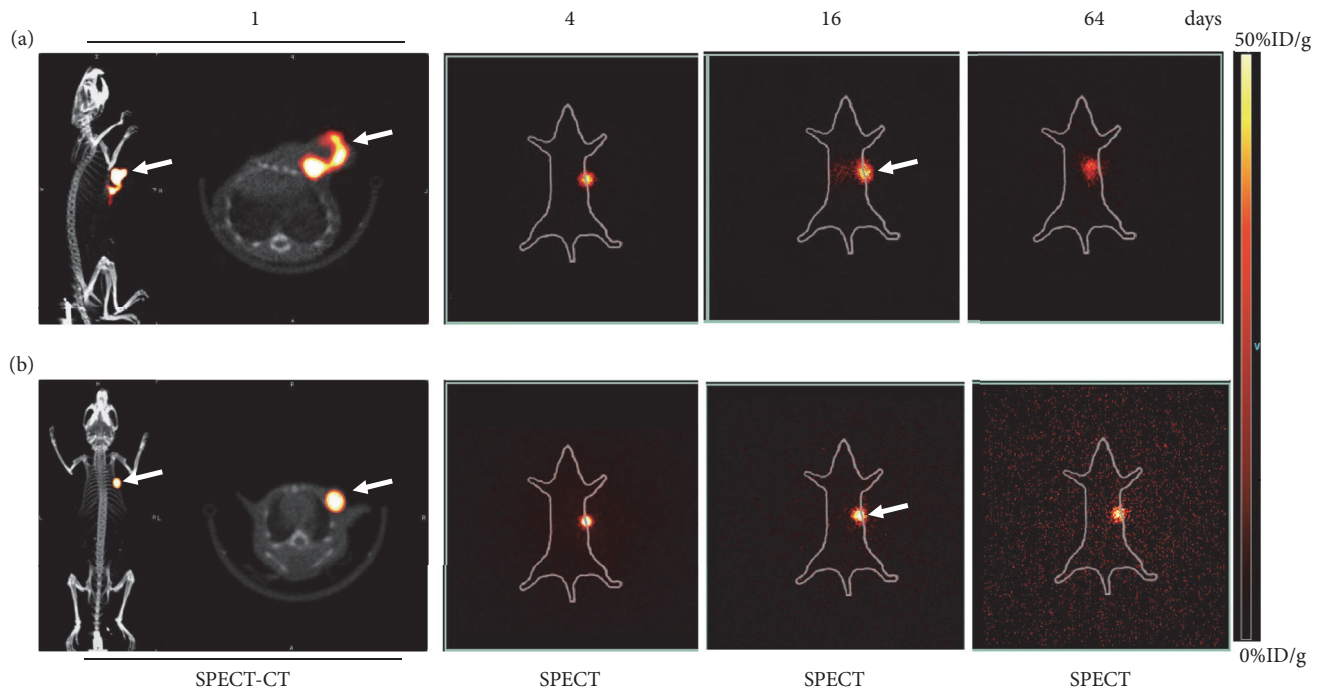 1 4 16 64 days
(a)
50%ID/g
V
(b)
0%ID/g
SPECT-CT SPECT SPECT SPECT